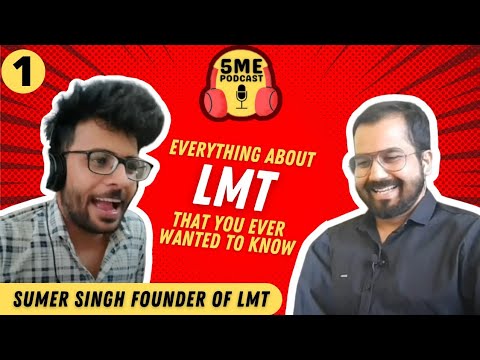 1
5ME
PODCAST
EVERYTHING ABOUT
LMT
THAT YOU EVER
WANTED TO KNOW
SUMER SINGH FOUNDER OF LMT